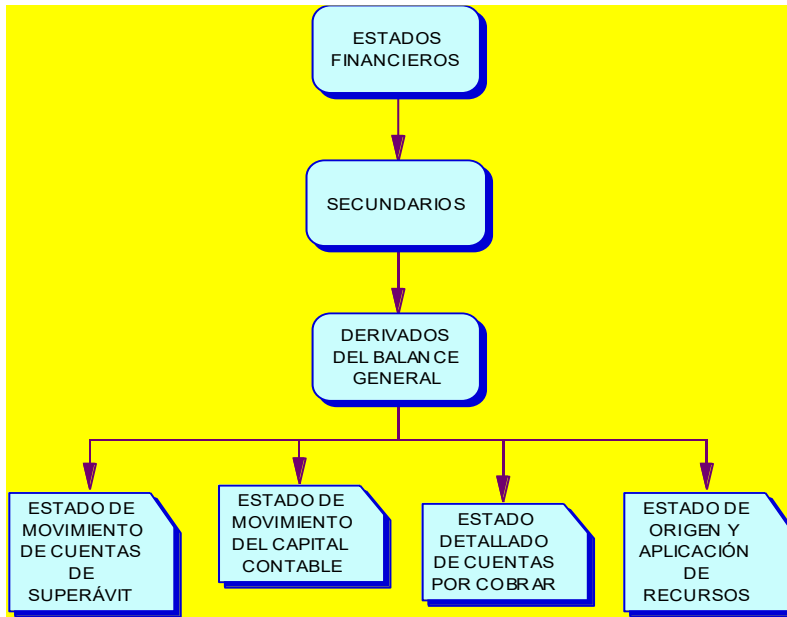 ESTADOS
FINANCIEROS
SECUNDARIOS
DERIVADOS
DEL BALANCE
GENERAL
ESTADO DE
MOVIMIENTO
DE CUENTAS
DE
SUPERÁVIT
ESTADO DE
MOVIMIENTO
DEL CAPITAL
CONTABLE
ESTADO
DETALLADO
DE CUENTAS
POR COBRAR
ESTADO DE
ORIGEN Y
APLICACIÓN
DE
RECURSOS